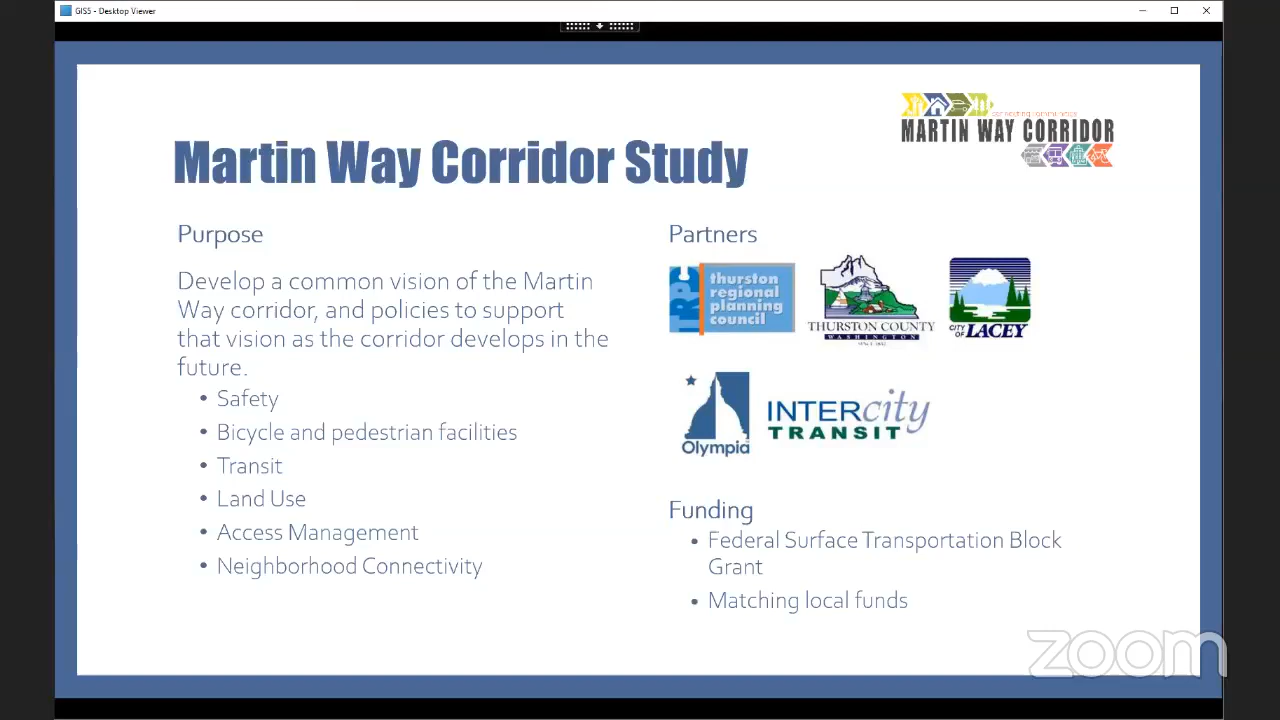 GIS5 - Desktop Viewer
connecting communities
MARTIN WAY CORRIDOR
Martin Way Corridor Study
Purpose
Develop a common vision of the Martin
Way corridor, and policies to support
that vision as the corridor develops in the
future.
• Safety
• Bicycle and pedestrian facilities
• Transit
• Land Use
• Access Management
• Neighborhood Connectivity
Partners
TRPC
thurston
regional
planning
council
THURSTON COUNTY
WASHINGTON
CITY OF LACEY
Olympia
INTERcity
TRANSIT
Funding
• Federal Surface Transportation Block
Grant
• Matching local funds
zoom